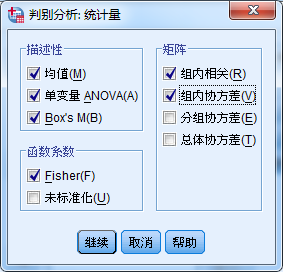 判别分析: 统计量
描述性
均值(M)
单变量 ANOVA(A)
Box's M(B)
函数系数
Fisher(F)
未标准化(U)
矩阵
组内相关(R)
组内协方差(V)
分组协方差(E)
总体协方差(T)
继续
取消
帮助